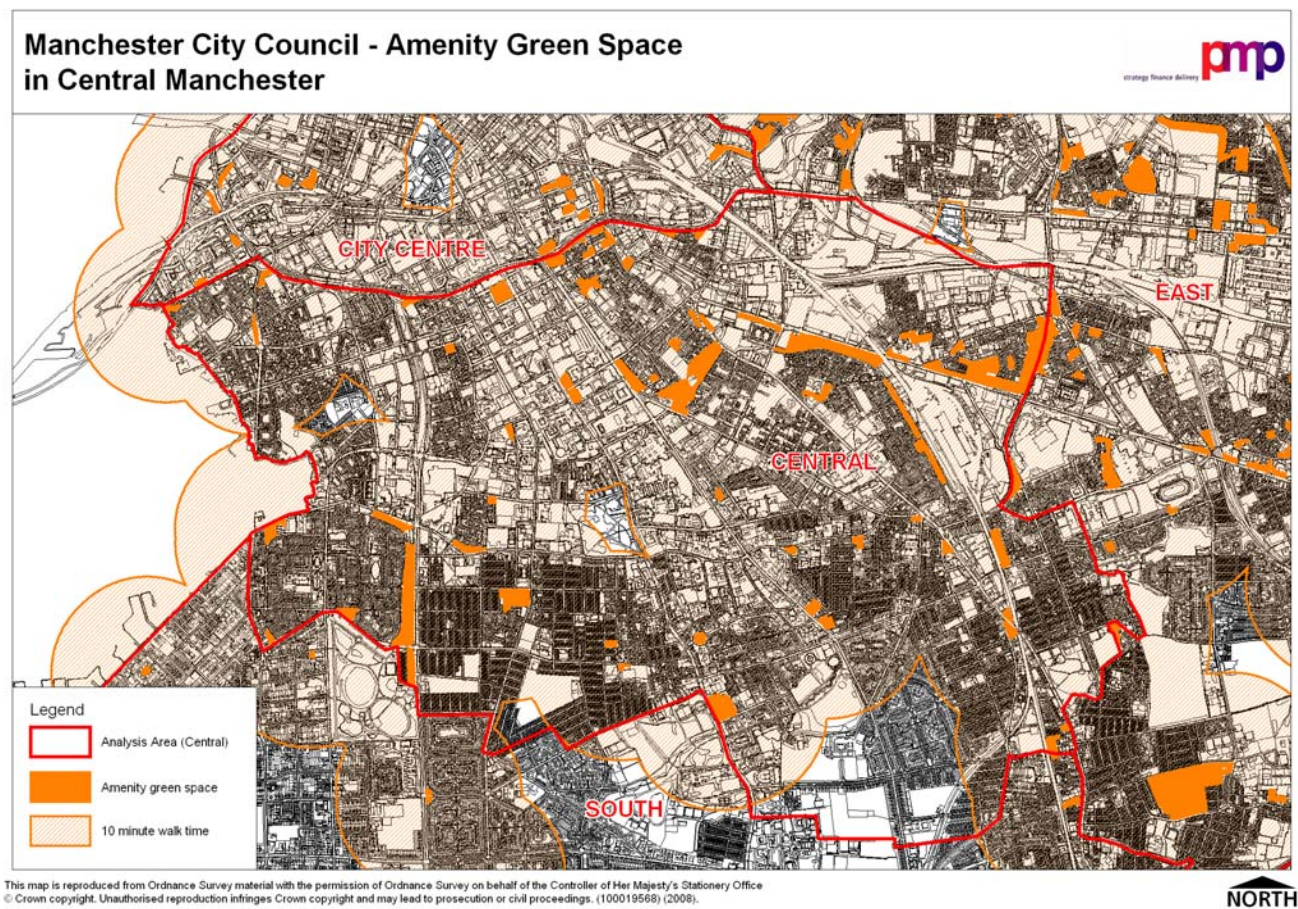 Manchester City Council - Amenity Green Space
in Central Manchester
strategy finance delivery pmp
CITY CENTRE
EAST
CENTRAL
SOUTH
Legend
Analysis Area (Central)
Amenity green space
10 minute walk time
This map is reproduced from Ordnance Survey material with the permission of Ordnance Survey on behalf of the Controller of Her Majesty's Stationery Office
© Crown copyright. Unauthorised reproduction infringes Crown copyright and may lead to prosecution or civil proceedings. (100019568) (2008).
NORTH